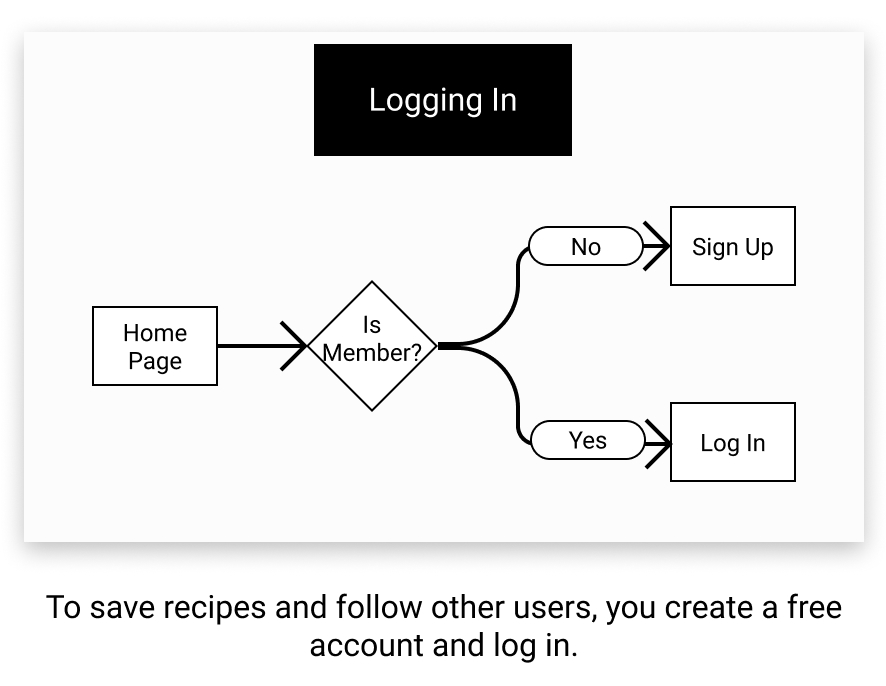 Logging In
Home
Page
Is
Member?
No
Sign Up
Yes
Log In
To save recipes and follow other users, you create a free
account and log in.